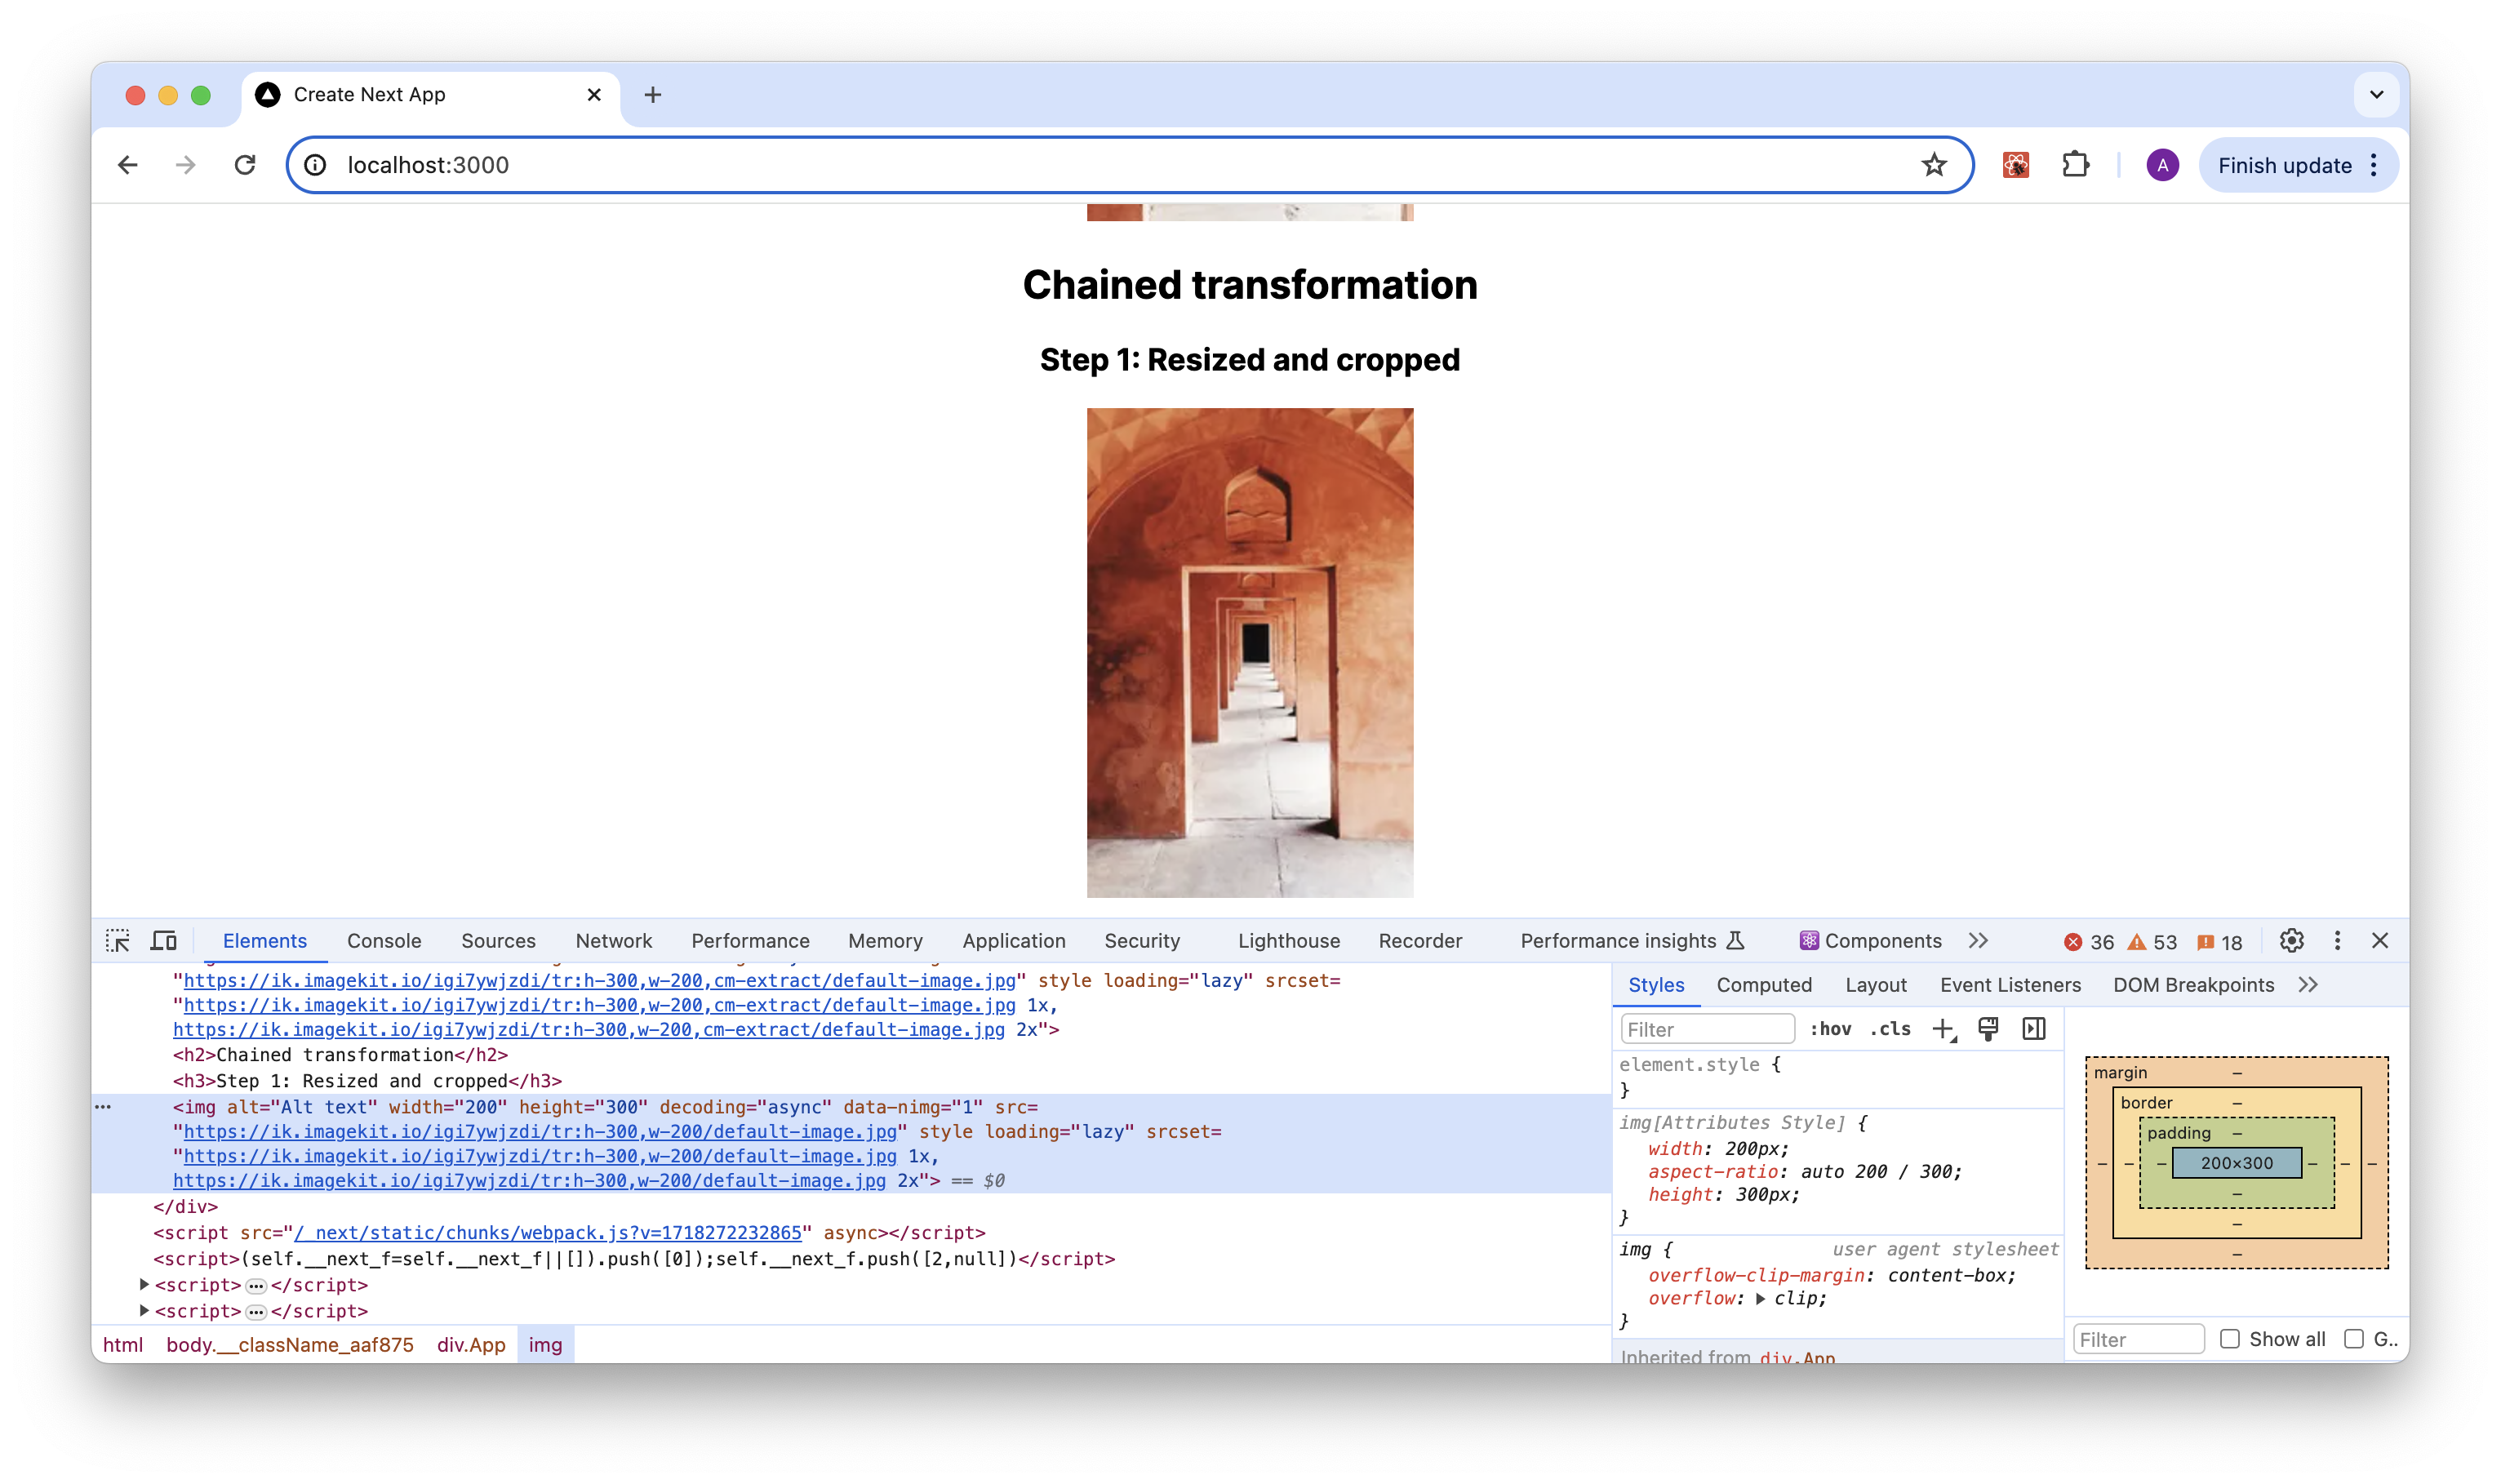 Create Next App
localhost:3000
A
Finish update
Chained transformation
Step 1: Resized and cropped
Elements Console Sources Network Performance Memory Application Security Lighthouse Recorder Performance insights Components 36 53 18
"https://ik.imagekit.io/igi7ywjzdi/tr:h-300,w-200,cm-extract/default-image.jpg" style loading="lazy" srcset=
"https://ik.imagekit.io/igi7ywjzdi/tr:h-300,w-200,cm-extract/default-image.jpg 1x,
https://ik.imagekit.io/igi7ywjzdi/tr:h-300,w-200,cm-extract/default-image.jpg 2x">
<h2>Chained transformation</h2>
<h3>Step 1: Resized and cropped</h3>
<img alt="Alt text" width="200" height="300" decoding="async" data-nimg="1" src=
"https://ik.imagekit.io/igi7ywjzdi/tr:h-300,w-200/default-image.jpg" style loading="lazy" srcset=
"https://ik.imagekit.io/igi7ywjzdi/tr:h-300,w-200/default-image.jpg 1x,
https://ik.imagekit.io/igi7ywjzdi/tr:h-300,w-200/default-image.jpg 2x"> == $0
</div>
<script src="/_next/static/chunks/webpack.js?v=1718272232865" async></script>
<script>(self.__next_f=self.__next_f||[]).push([0]);self.__next_f.push([2,null])</script>
<script>…</script>
<script>…</script>
html body.__className_aaf875 div.App img
Styles Computed Layout Event Listeners DOM Breakpoints
Filter :hov .cls
element.style {
}
img[Attributes Style] {
width: 200px;
aspect-ratio: auto 200 / 300;
height: 300px;
}
img { user agent stylesheet
overflow-clip-margin: content-box;
overflow: clip;
}
Inherited from div.App
margin –
border –
padding –
– – – 200×300 – – –
–
–
–
Filter Show all G..